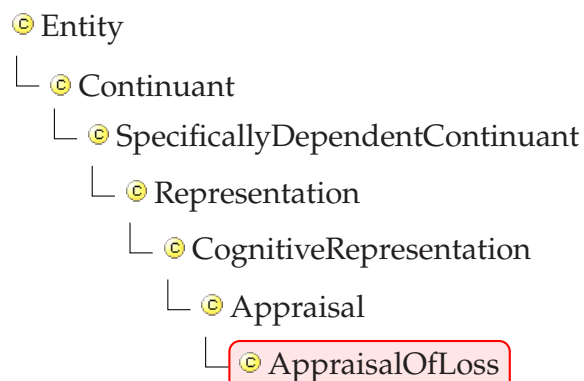 Entity
Continuant
SpecificallyDependentContinuant
Representation
CognitiveRepresentation
Appraisal
AppraisalOfLoss